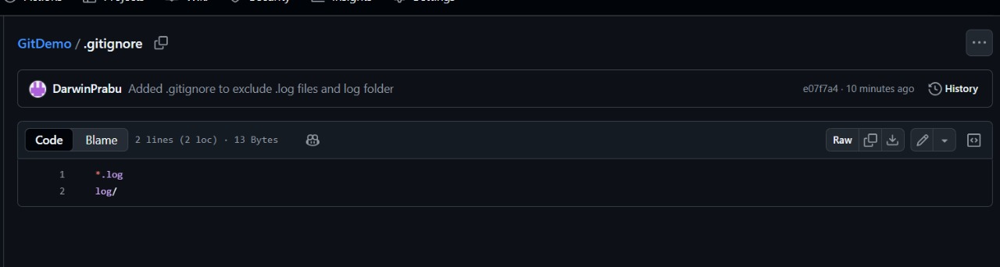 Actions Projects Wiki Security Insights Settings
GitDemo / .gitignore
DarwinPrabu Added .gitignore to exclude .log files and log folder e07f7a4 · 10 minutes ago History
Code Blame 2 lines (2 loc) · 13 Bytes Raw
1 *.log
2 log/